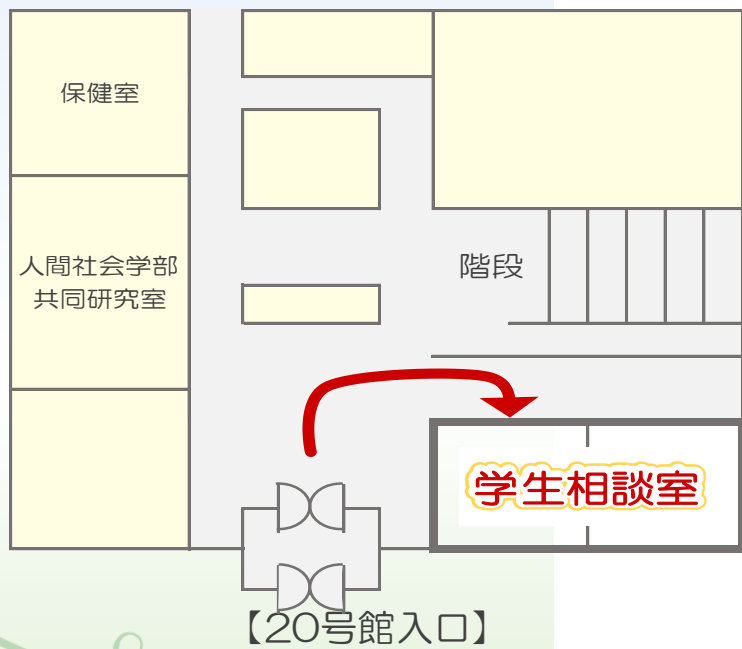 保健室
人間社会学部
共同研究室
階段
学生相談室
【20号館入口】